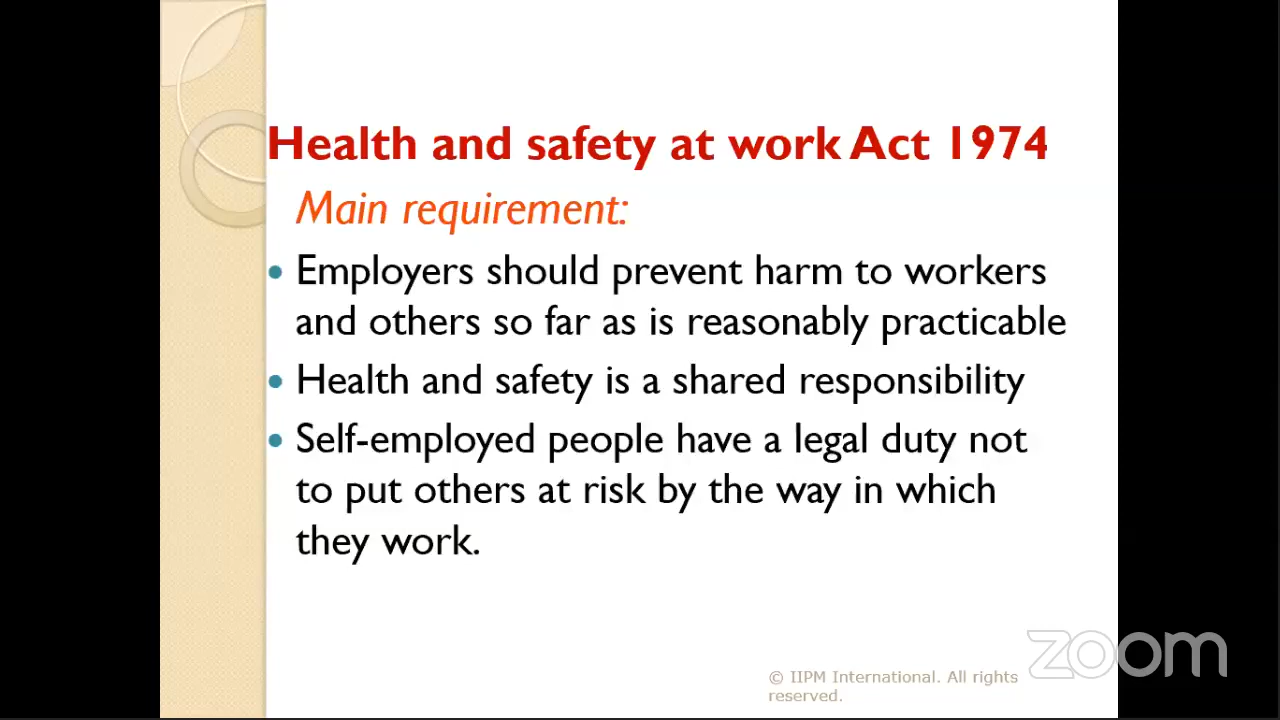 Health and safety at work Act 1974
Main requirement:
• Employers should prevent harm to workers
and others so far as is reasonably practicable
• Health and safety is a shared responsibility
• Self-employed people have a legal duty not
to put others at risk by the way in which
they work.
zoom
© IIPM International. All rights
reserved.